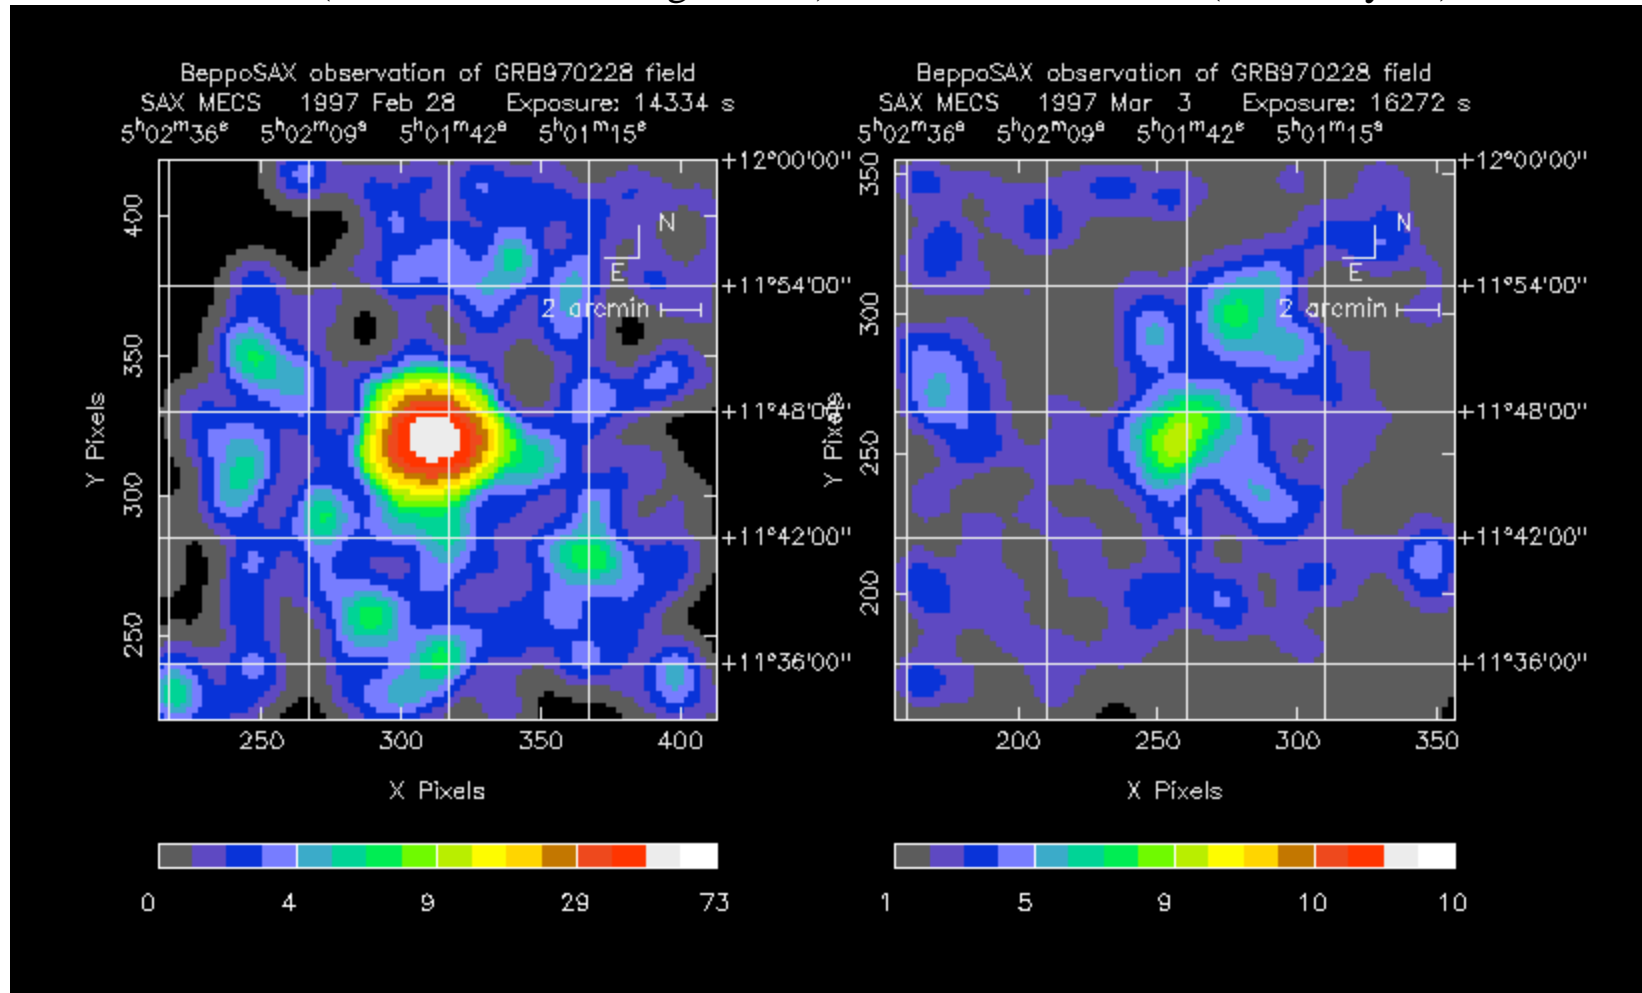 BeppoSAX observation of GRB970228 field
SAX MECS 1997 Feb 28 Exposure: 14334 s
5h02m36s 5h02m09s 5h01m42s 5h01m15s
+12°00'00"
400
N
E
+11°54'00"
2 arcmin
350
+11°48'00"
Y Pixels
300
+11°42'00"
250
+11°36'00"
250 300 350 400
X Pixels
0 4 9 29 73
BeppoSAX observation of GRB970228 field
SAX MECS 1997 Mar 3 Exposure: 16272 s
5h02m36s 5h02m09s 5h01m42s 5h01m15s
350
+12°00'00"
N
E
+11°54'00"
300
2 arcmin
+11°48'00"
Y Pixels
250
+11°42'00"
200
+11°36'00"
200 250 300 350
X Pixels
1 5 9 10 10